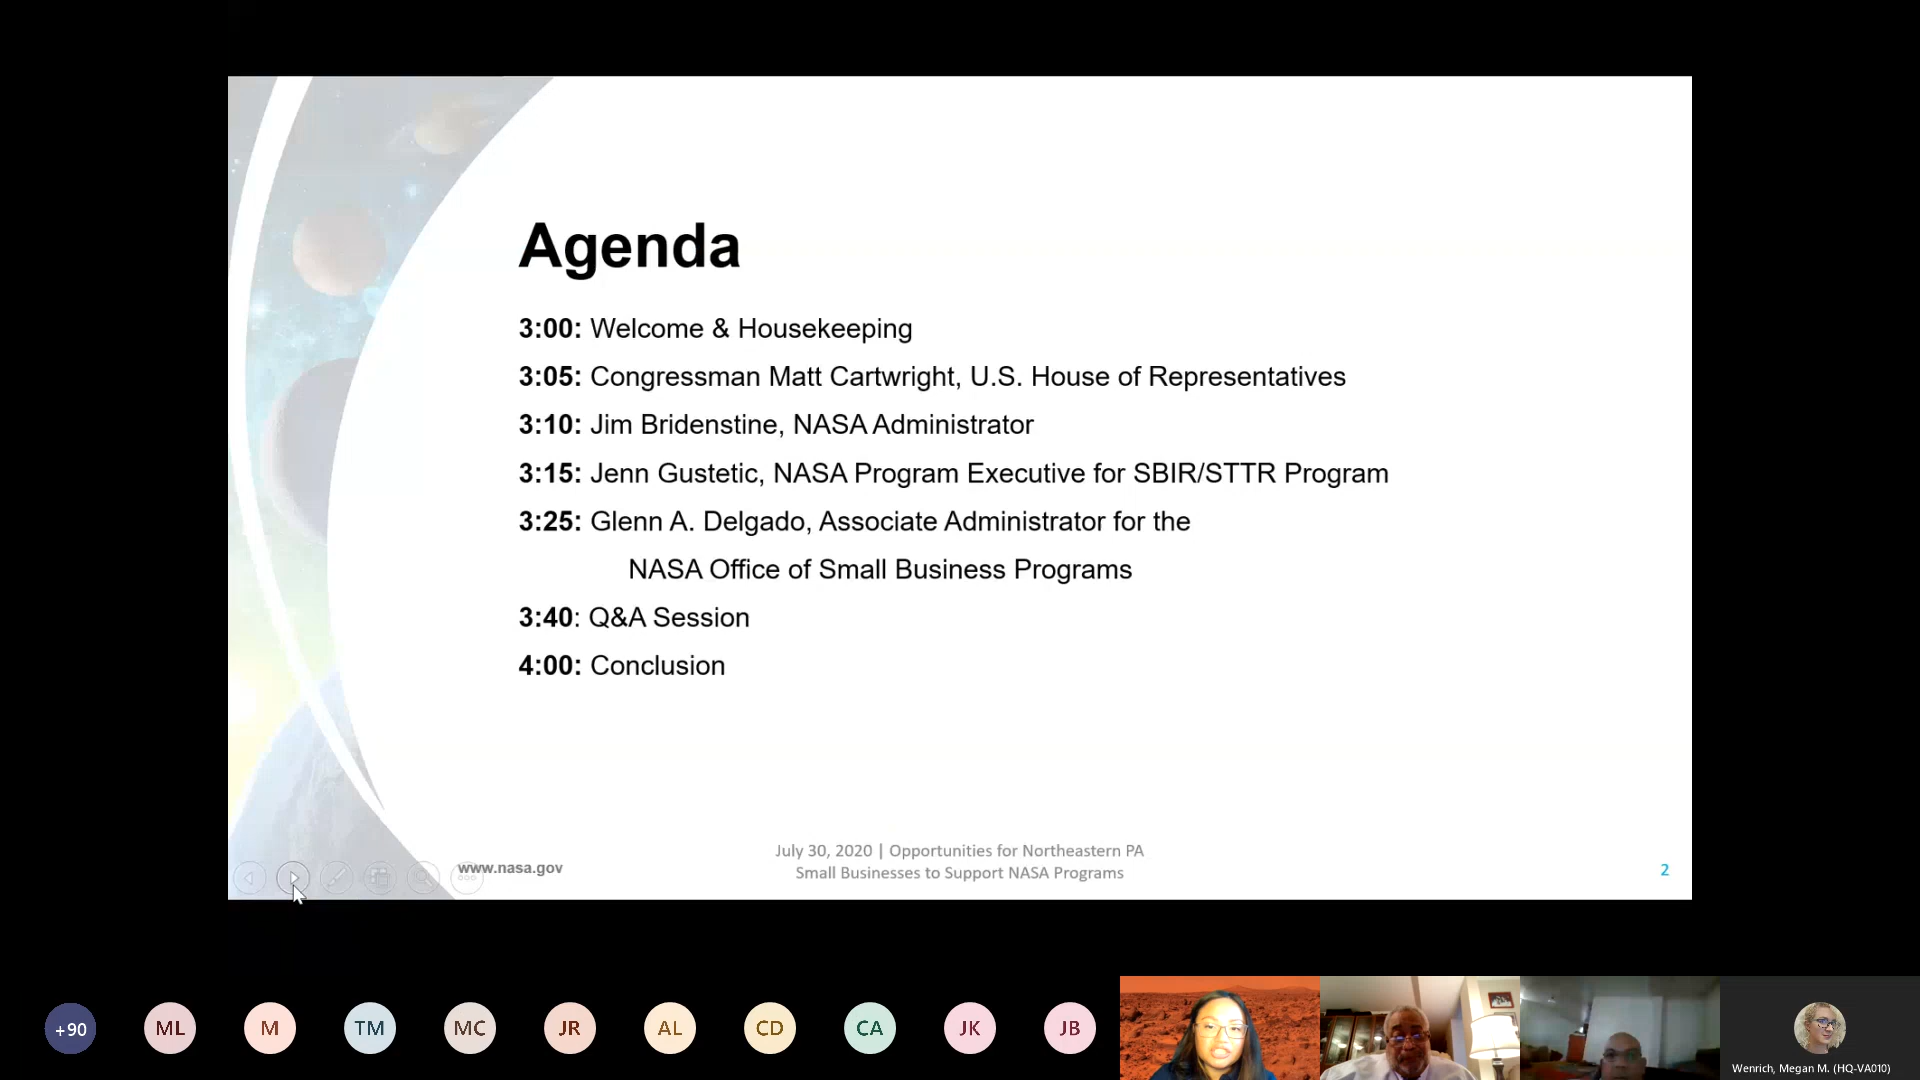 Agenda
3:00: Welcome & Housekeeping
3:05: Congressman Matt Cartwright, U.S. House of Representatives
3:10: Jim Bridenstine, NASA Administrator
3:15: Jenn Gustetic, NASA Program Executive for SBIR/STTR Program
3:25: Glenn A. Delgado, Associate Administrator for the
NASA Office of Small Business Programs
3:40: Q&A Session
4:00: Conclusion
www.nasa.gov
July 30, 2020 | Opportunities for Northeastern PA
Small Businesses to Support NASA Programs
2
+90
ML
M
TM
MC
JR
AL
CD
CA
JK
JB
Wenrich, Megan M. (HQ-VA010)